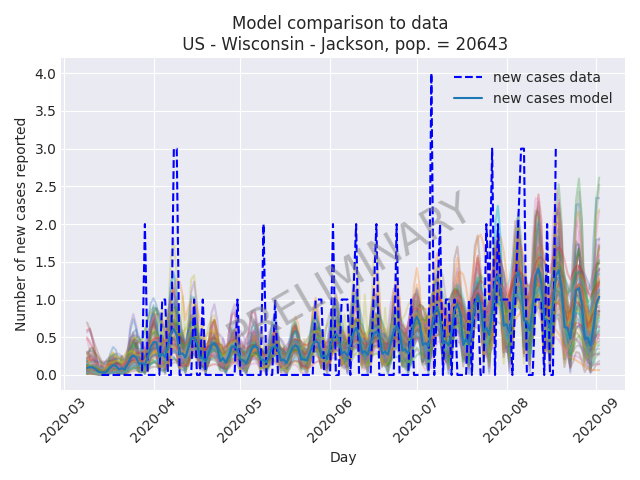 Model comparison to data
US - Wisconsin - Jackson, pop. = 20643
Number of new cases reported
4.0
3.5
3.0
2.5
2.0
1.5
1.0
0.5
0.0
new cases data
new cases model
PRELIMINARY
2020-03
2020-04
2020-05
2020-06
2020-07
2020-08
2020-09
Day